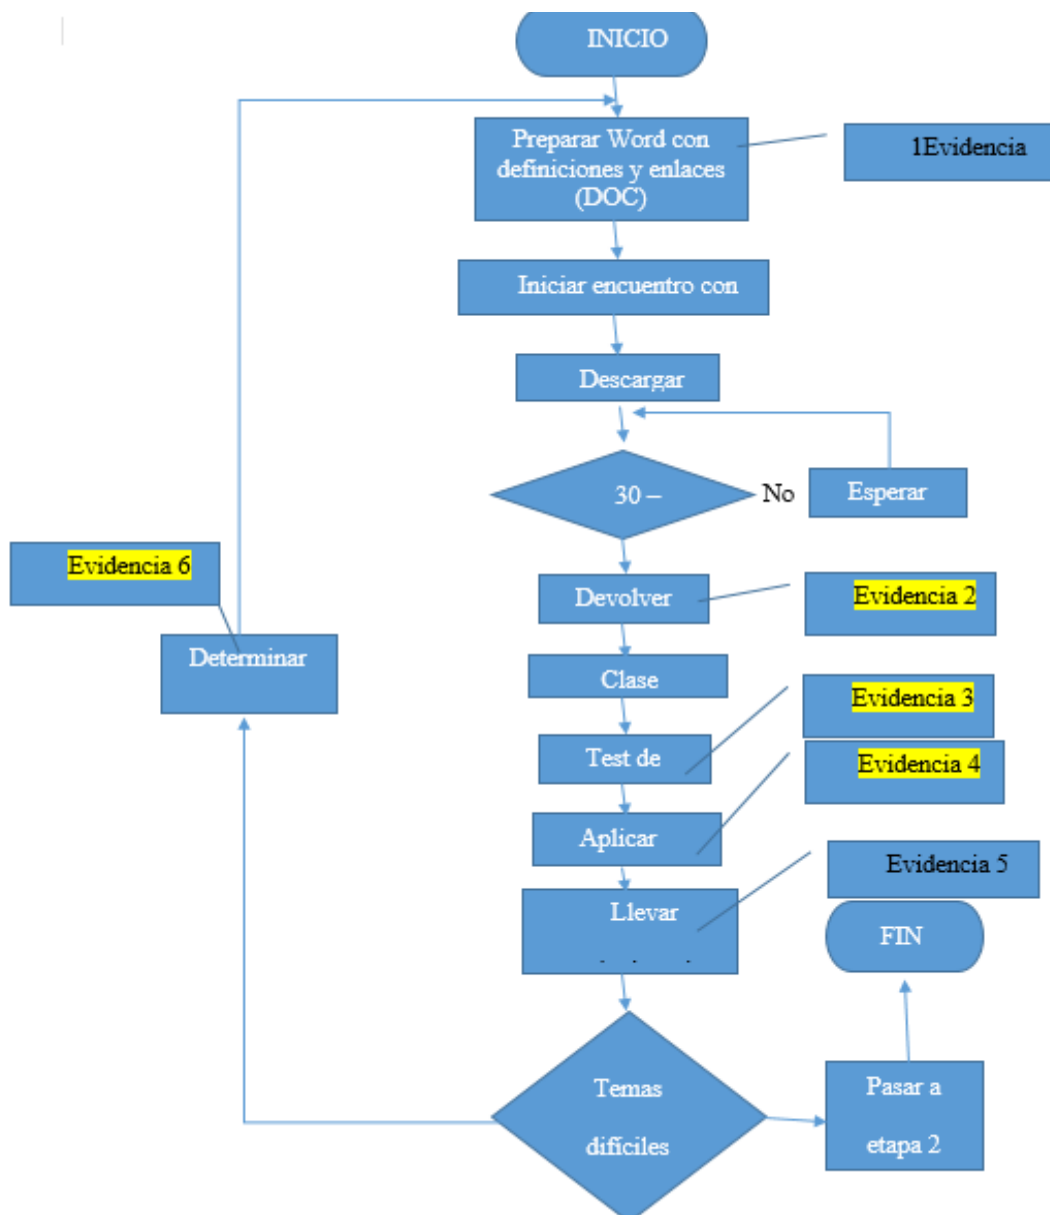 INICIO
Preparar Word con
definiciones y enlaces
(DOC)
1Evidencia
Iniciar encuentro con
Descargar
30 –
No
Esperar
Evidencia 6
Devolver
Evidencia 2
Determinar
Clase
Evidencia 3
Test de
Evidencia 4
Aplicar
Evidencia 5
Llevar
FIN
Temas
difíciles
Pasar a
etapa 2